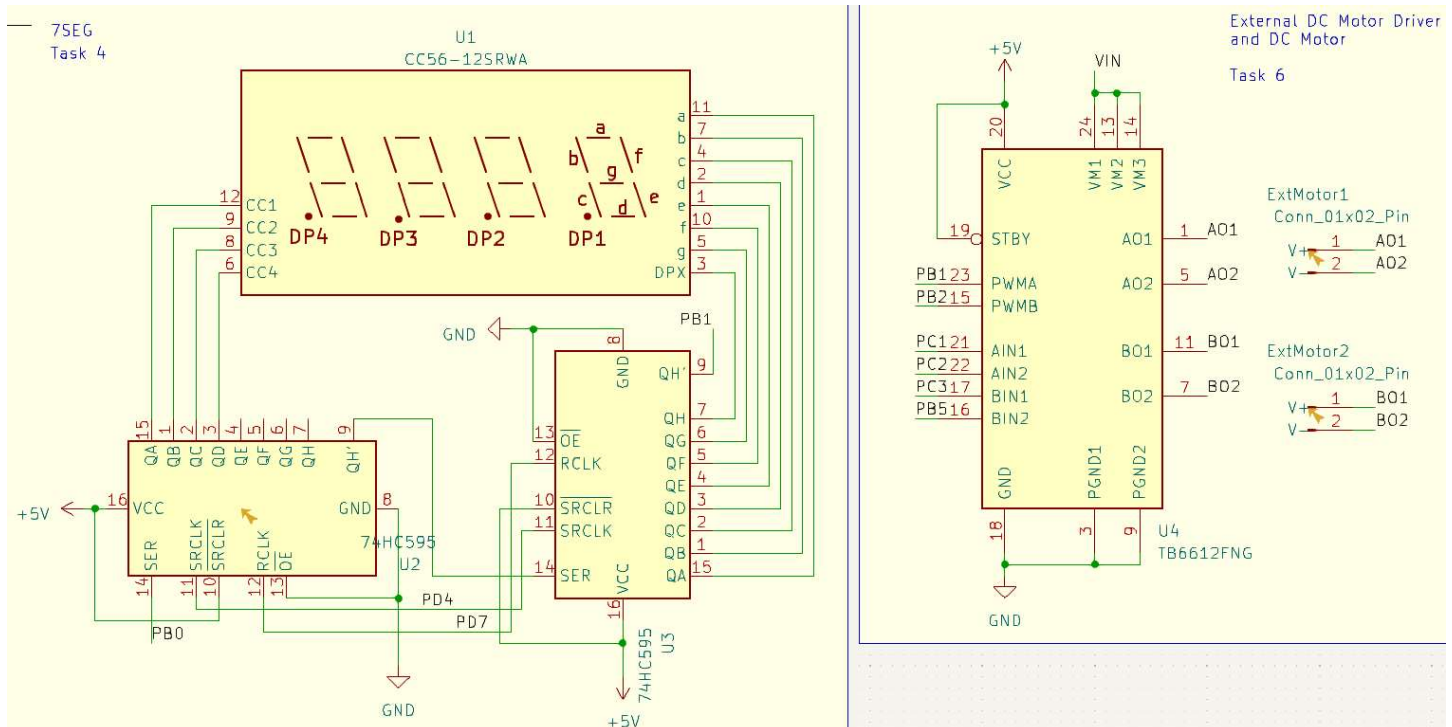 7SEG
Task 4
U1
CC56-12SRWA
11
a
7
b
4
c
2
d
1
e
10
f
5
g
3
DPX
12 CC1
9 CC2
8 CC3
6 CC4
a
b
f
g
c
e
d
DP4
DP3
DP2
DP1
GND
PB1
8
GND
9
QH'
7
QH
6
QG
5
QF
4
QE
3
QD
2
QC
1
QB
15
QA
13
OE
12
RCLK
10
SRCLR
11
SRCLK
14
SER
VCC
16
74HC595
U3
+5V
15
QA
1
QB
2
QC
3
QD
4
QE
5
QF
6
QG
7
QH
9
QH'
+5V
16
VCC
GND
8
74HC595
U2
SER
14
SRCLK
11
SRCLR
10
RCLK
12
OE
13
PB0
PD4
PD7
GND
External DC Motor Driver
and DC Motor
Task 6
+5V
VIN
20
VCC
24
VM1
13
VM2
14
VM3
19
STBY
PB1 23
PWMA
PB2 15
PWMB
PC1 21
AIN1
PC2 22
AIN2
PC3 17
BIN1
PB5 16
BIN2
AO1
1
AO1
AO2
5
AO2
BO1
11
BO1
BO2
7
BO2
GND
18
PGND1
3
PGND2
9
U4
TB6612FNG
GND
ExtMotor1
Conn_01x02_Pin
V+
1
AO1
V-
2
AO2
ExtMotor2
Conn_01x02_Pin
V+
1
BO1
V-
2
BO2